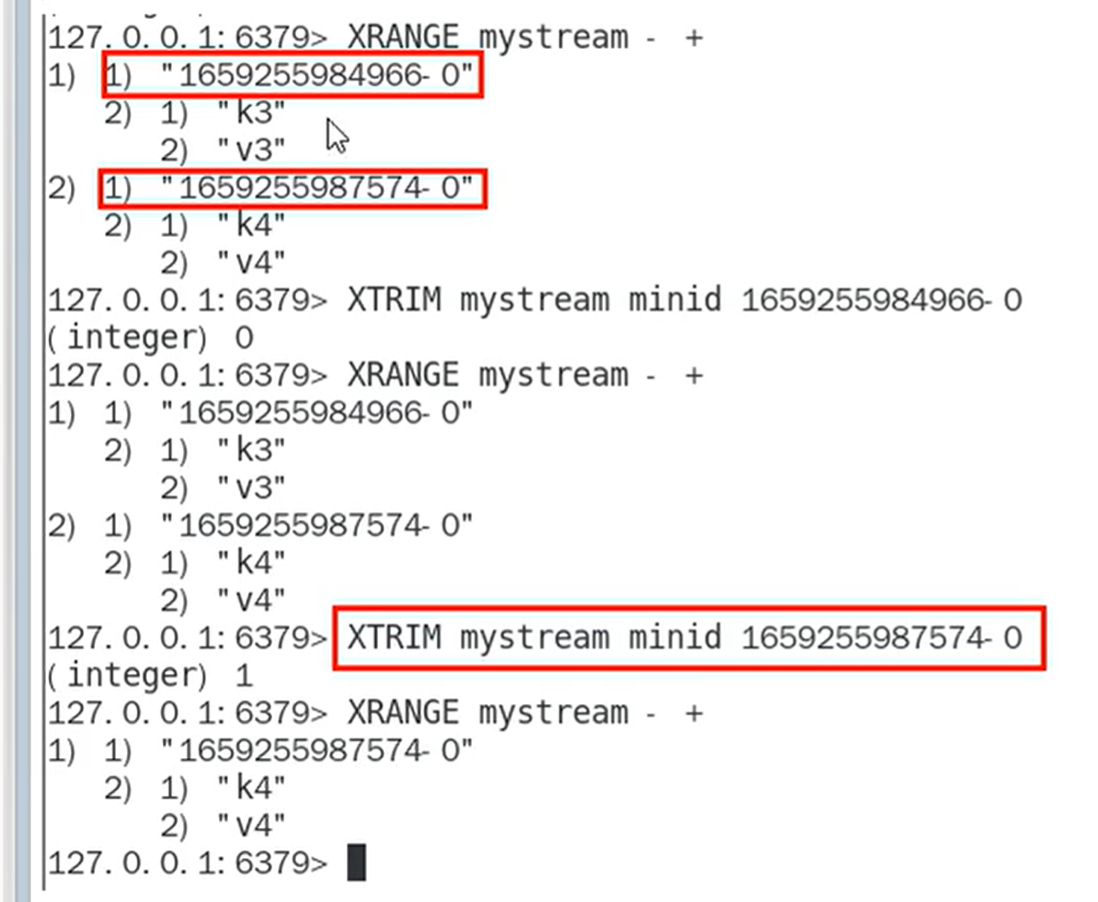 127.0.0.1:6379> XRANGE mystream - +
1) 1) "1659255984966-0"
2) 1) "k3"
2) "v3"
2) 1) "1659255987574-0"
2) 1) "k4"
2) "v4"
127.0.0.1:6379> XTRIM mystream minid 1659255984966-0
(integer) 0
127.0.0.1:6379> XRANGE mystream - +
1) 1) "1659255984966-0"
2) 1) "k3"
2) "v3"
2) 1) "1659255987574-0"
2) 1) "k4"
2) "v4"
127.0.0.1:6379> XTRIM mystream minid 1659255987574-0
(integer) 1
127.0.0.1:6379> XRANGE mystream - +
1) 1) "1659255987574-0"
2) 1) "k4"
2) "v4"
127.0.0.1:6379>